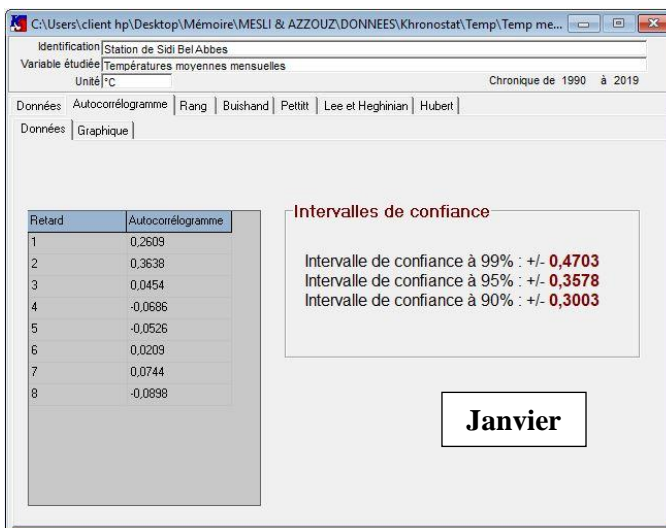 C:\Users\client hp\Desktop\Mémoire\MESLI & AZZOUZ\DONNEES\Khronostat\Temp\Temp me...
Identification Station de Sidi Bel Abbes
Variable étudiée Températures moyennes mensuelles
Unité °C Chronique de 1990 à 2019
Données Autocorrélogramme Rang Buishand Pettitt Lee et Heghinian Hubert
Données Graphique
Retard Autocorrélogramme
1 0,2609
2 0,3638
3 0,0454
4 -0,0686
5 -0,0526
6 0,0209
7 0,0744
8 -0,0898
Intervalles de confiance
Intervalle de confiance à 99% : +/- 0,4703
Intervalle de confiance à 95% : +/- 0,3578
Intervalle de confiance à 90% : +/- 0,3003
Janvier